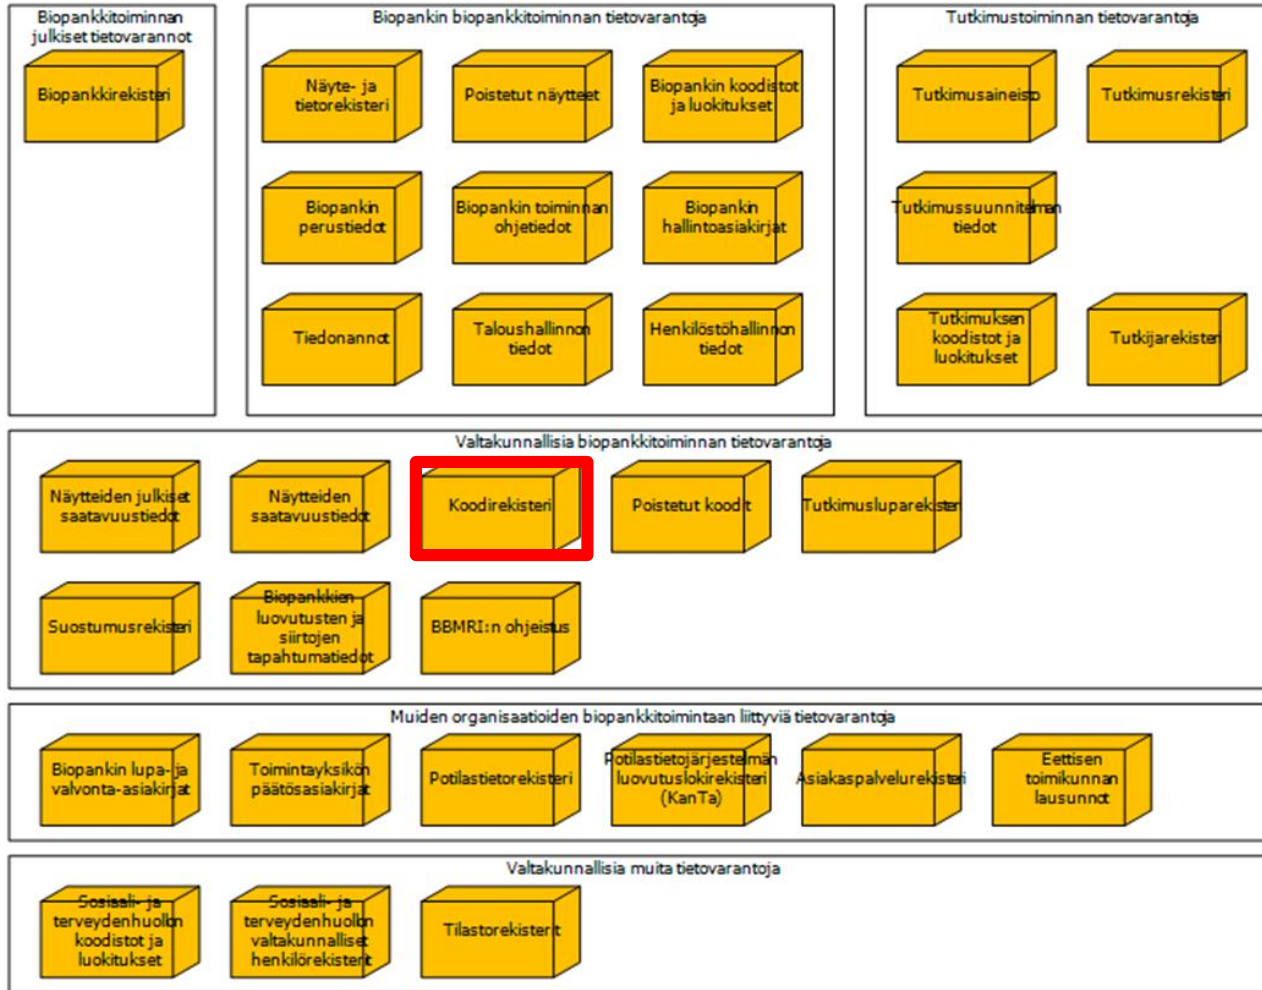 Biopankkitoiminnan
julkiset tietovarannot
Biopankkirekisteri
Biopankin biopankkitoiminnan tietovarantoja
Näyte- ja
tietorekisteri
Poistetut näytteet
Biopankin koodistot
ja luokitukset
Biopankin
perustiedot
Biopankin toiminnan
ohjetiedot
Biopankin
hallintoasiakirjat
Tiedonannot
Taloushallinnon
tiedot
Henkilöstöhallinnon
tiedot
Tutkimustoiminnan tietovarantoja
Tutkimusaineisto
Tutkimusrekisteri
Tutkimussuunnitelman
tiedot
Tutkimuksen
koodistot ja
luokitukset
Tutkijarekisteri
Valtakunnallisia biopankkitoiminnan tietovarantoja
Näytteiden julkiset
saatavuustiedot
Näytteiden
saatavuustiedot
Koodirekisteri
Poistetut koodit
Tutkimusluparekisteri
Suostumusrekisteri
Biopankkien
luovutusten ja
siirtojen
tapahtumatiedot
BBMRI:n ohjeistus
Muiden organisaatioiden biopankkitoimintaan liittyviä tietovarantoja
Biopankin lupa- ja
valvonta-asiakirjat
Toimintayksikön
päätösasiakirjat
Potilastietorekisteri
Potilastietojärjestelmän
luovutuslokirekisteri
(KanTa)
Asiakaspalvelurekisteri
Eettisen
toimikunnan
lausunnot
Valtakunnallisia muita tietovarantoja
Sosiaali- ja
terveydenhuollon
koodistot ja
luokitukset
Sosiaali- ja
terveydenhuollon
valtakunnalliset
henkilörekisterit
Tilastorekisterit